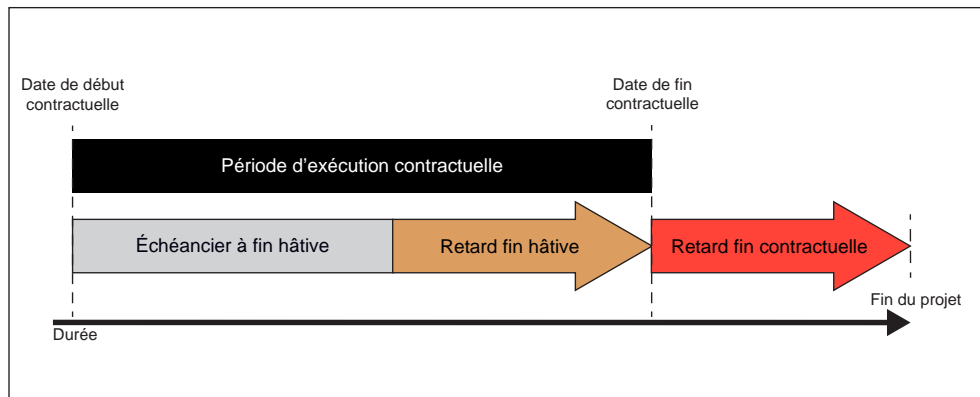 Date de début
contractuelle
Date de fin
contractuelle
Période d'exécution contractuelle
Échéancier à fin hâtive
Retard fin hâtive
Retard fin contractuelle
Fin du projet
Durée